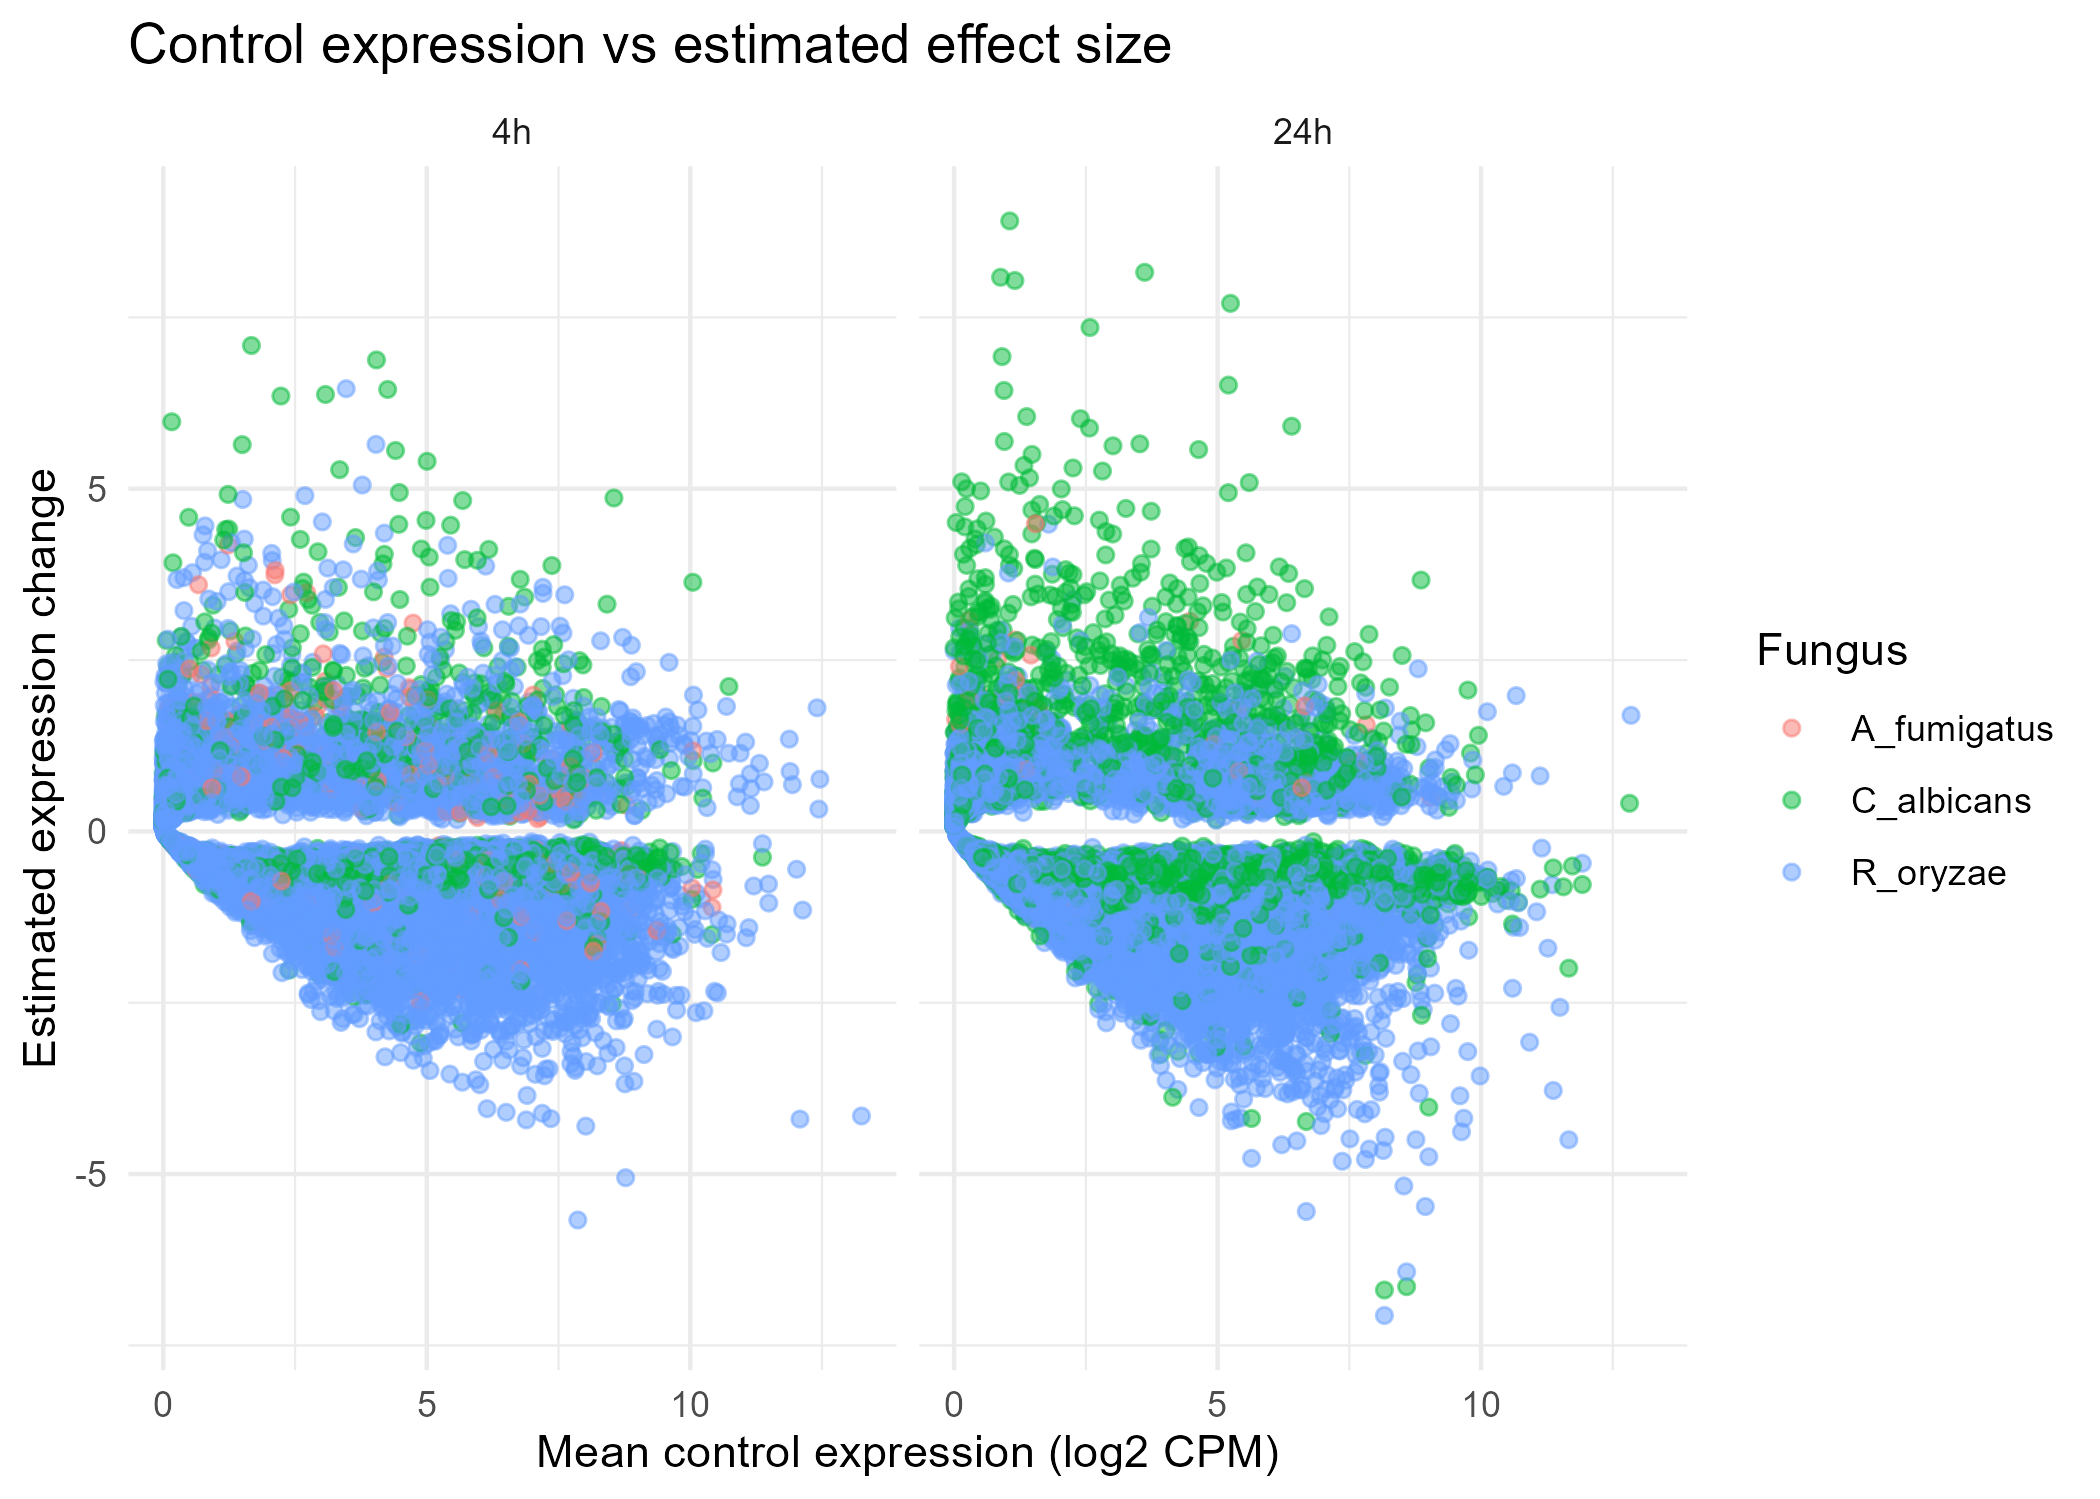 Control expression vs estimated effect size
4h
24h
Estimated expression change
5
0
-5
0
5
10
0
5
10
Mean control expression (log2 CPM)
Fungus
A_fumigatus
C_albicans
R_oryzae